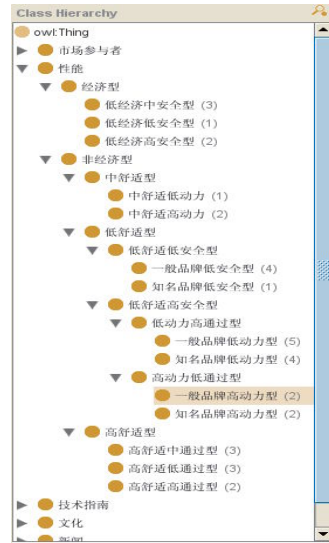 Class Hierarchy
owl:Thing
市场参与者
性能
经济型
低经济中安全型 (3)
低经济低安全型 (1)
低经济高安全型 (2)
非经济型
中舒适型
中舒适低动力 (1)
中舒适高动力 (2)
低舒适型
低舒适低安全型
一般品牌低安全型 (4)
知名品牌低安全型 (1)
低舒适高安全型
低动力高通过型
一般品牌低动力型 (5)
知名品牌低动力型 (4)
高动力低通过型
一般品牌高动力型 (2)
知名品牌高动力型 (2)
高舒适型
高舒适中通过型 (3)
高舒适低通过型 (3)
高舒适高通过型 (2)
技术指南
文化